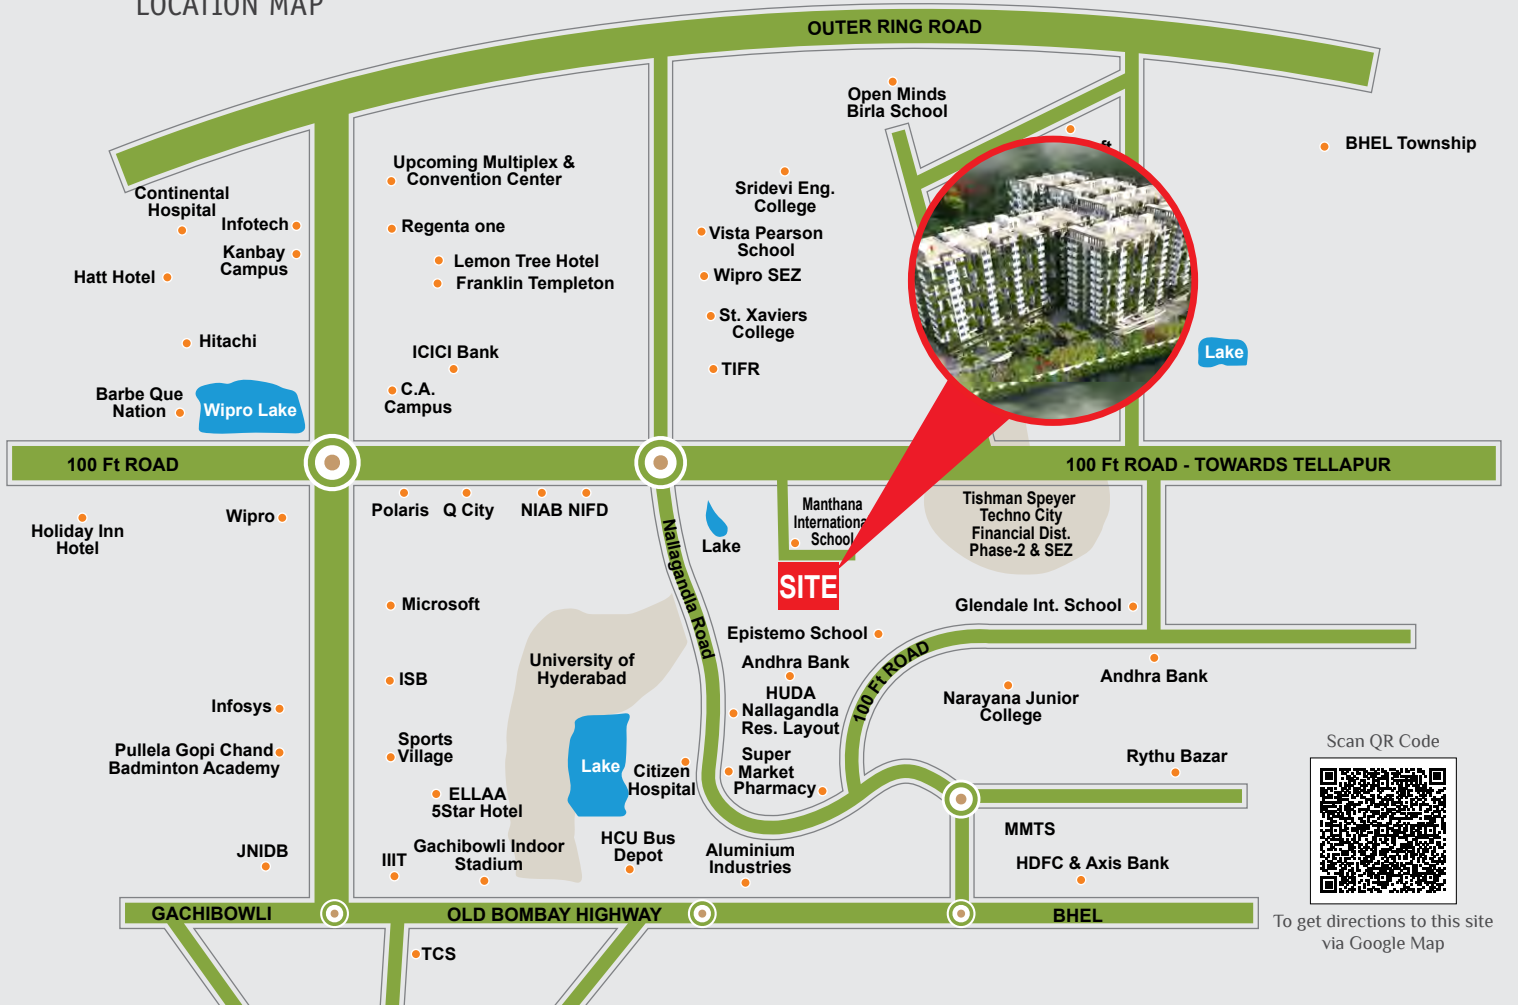 LOCATION MAP
OUTER RING ROAD
Open Minds
Birla School
BHEL Township
Upcoming Multiplex &
Convention Center
Sridevi Eng.
College
Continental
Hospital
Infotech
Regenta one
Vista Pearson
School
Kanbay
Campus
Lemon Tree Hotel
Hatt Hotel
Franklin Templeton
Wipro SEZ
St. Xaviers
College
Hitachi
ICICI Bank
Lake
TIFR
Barbe Que
Nation
Wipro Lake
C.A.
Campus
100 Ft ROAD
100 Ft ROAD - TOWARDS TELLAPUR
Polaris
Q City
NIAB NIFD
Manthana
Internationa
School
Tishman Speyer
Techno City
Financial Dist.
Phase-2 & SEZ
Holiday Inn
Hotel
Wipro
Lake
Nallagandla Road
SITE
Microsoft
Glendale Int. School
Epistemo School
University of
Hyderabad
Andhra Bank
100 Ft ROAD
ISB
Andhra Bank
HUDA
Nallagandla
Res. Layout
Narayana Junior
College
Infosys
Pullela Gopi Chand
Badminton Academy
Sports
Village
Lake
Citizen
Hospital
Super
Market
Pharmacy
Rythu Bazar
Scan QR Code
ELLAA
5Star Hotel
MMTS
JNIDB
IIIT
Gachibowli Indoor
Stadium
HCU Bus
Depot
Aluminium
Industries
HDFC & Axis Bank
GACHIBOWLI
OLD BOMBAY HIGHWAY
BHEL
To get directions to this site
via Google Map
TCS